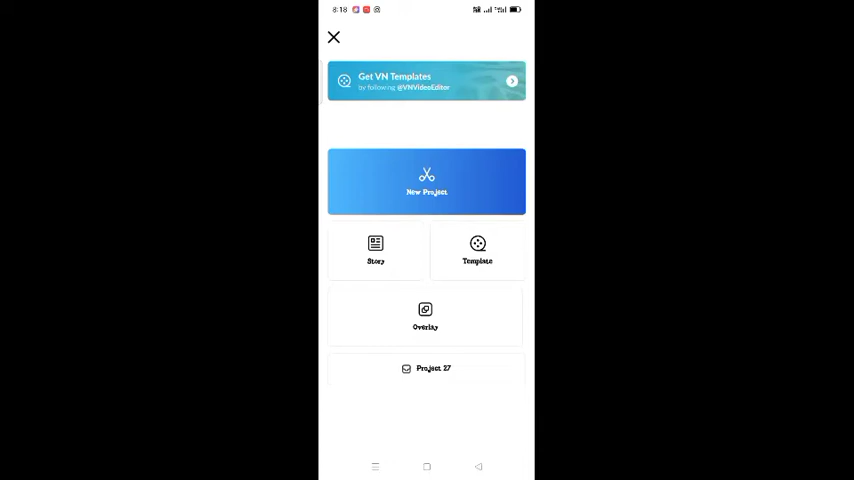 8:18
Get VN Templates
by following @VNVideoEditor
New Project
Story
Template
Overlay
Project 27